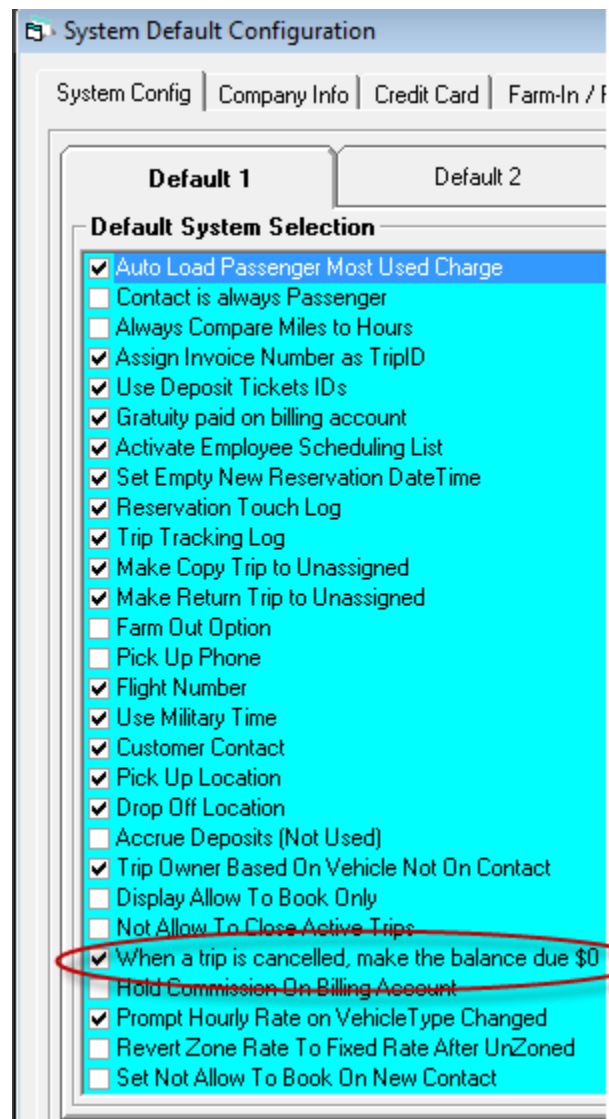 System Default Configuration
System Config Company Info Credit Card Farm-In / F
Default 1 Default 2
Default System Selection
Auto Load Passenger Most Used Charge
Contact is always Passenger
Always Compare Miles to Hours
Assign Invoice Number as TripID
Use Deposit Tickets IDs
Gratuity paid on billing account
Activate Employee Scheduling List
Set Empty New Reservation DateTime
Reservation Touch Log
Trip Tracking Log
Make Copy Trip to Unassigned
Make Return Trip to Unassigned
Farm Out Option
Pick Up Phone
Flight Number
Use Military Time
Customer Contact
Pick Up Location
Drop Off Location
Accrue Deposits (Not Used)
Trip Owner Based On Vehicle Not On Contact
Display Allow To Book Only
Not Allow To Close Active Trips
When a trip is cancelled, make the balance due $0
Hold Commission On Billing Account
Prompt Hourly Rate on VehicleType Changed
Revert Zone Rate To Fixed Rate After UnZoned
Set Not Allow To Book On New Contact